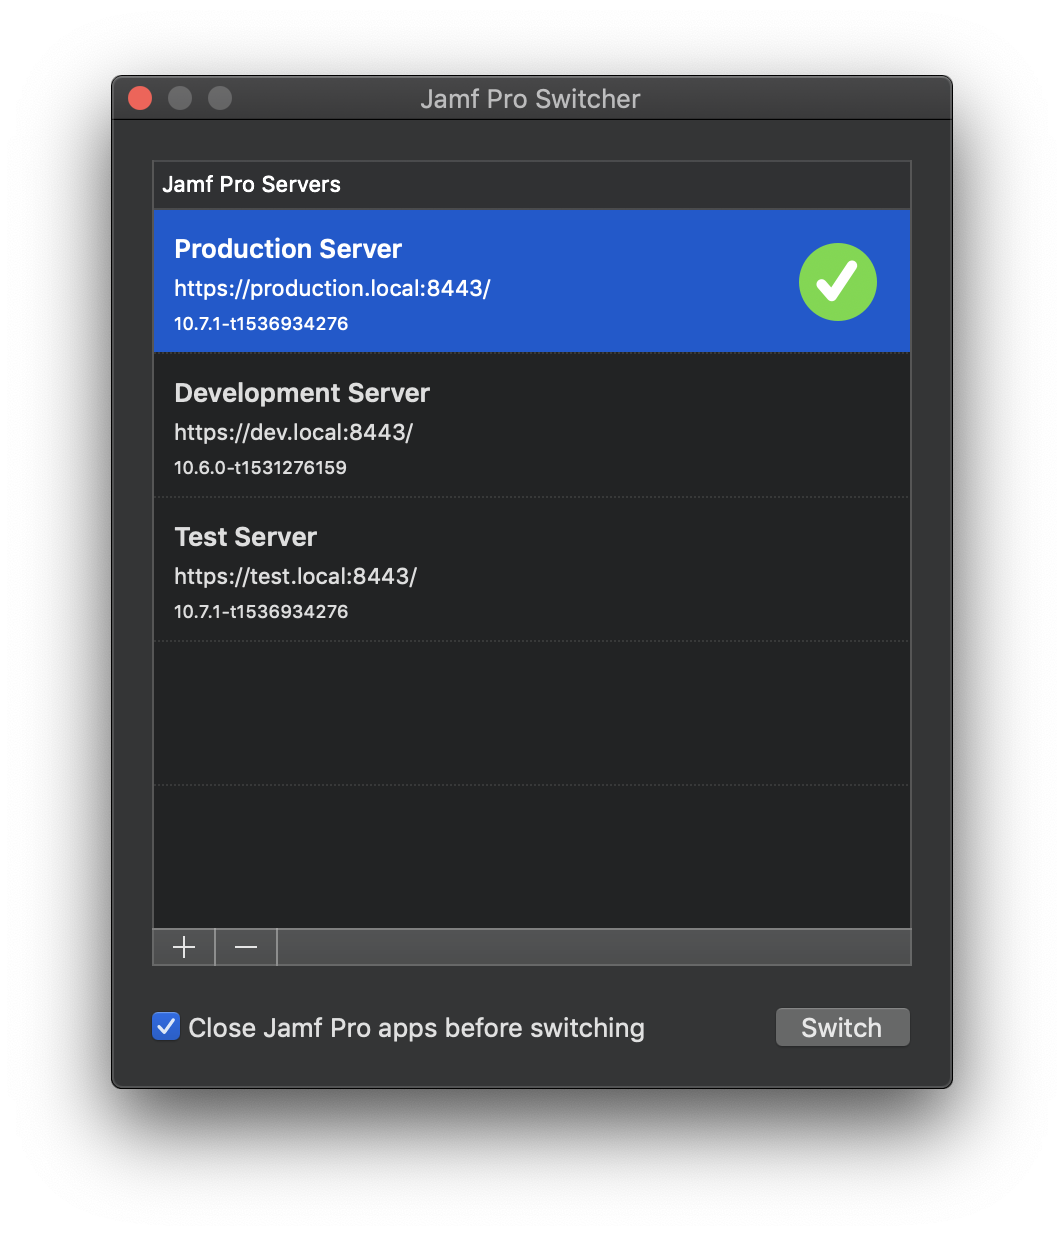 Jamf Pro Switcher
Jamf Pro Servers
Production Server
https://production.local:8443/
10.7.1-t1536934276
Development Server
https://dev.local:8443/
10.6.0-t1531276159
Test Server
https://test.local:8443/
10.7.1-t1536934276
Close Jamf Pro apps before switching
Switch